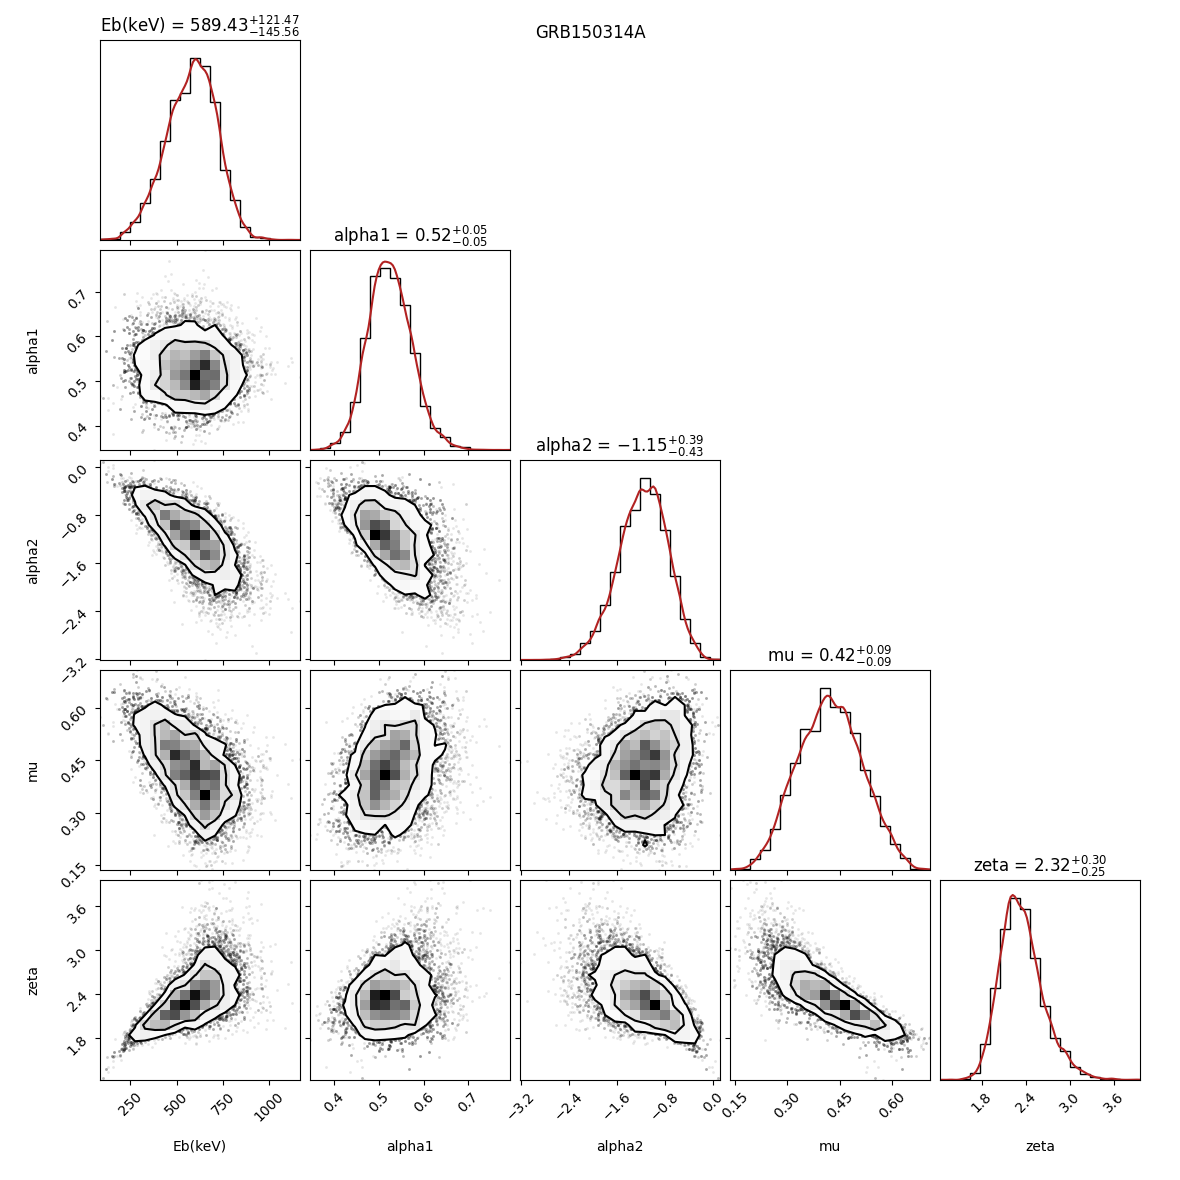 Eb(keV) = 589.43 +121.47 −145.56
GRB150314A
alpha1 = 0.52 +0.05 −0.05
0.7
0.6
0.5
0.4
alpha1
alpha2 = −1.15 +0.39 −0.43
0.0
−0.8
−1.6
−2.4
−3.2
alpha2
mu = 0.42 +0.09 −0.09
0.60
0.45
0.30
0.15
mu
zeta = 2.32 +0.30 −0.25
3.6
3.0
2.4
1.8
zeta
250 500 750 1000 0.4 0.5 0.6 0.7 −3.2 −2.4 −1.6 −0.8 0.0 0.15 0.30 0.45 0.60 1.8 2.4 3.0 3.6
Eb(keV) alpha1 alpha2 mu zeta